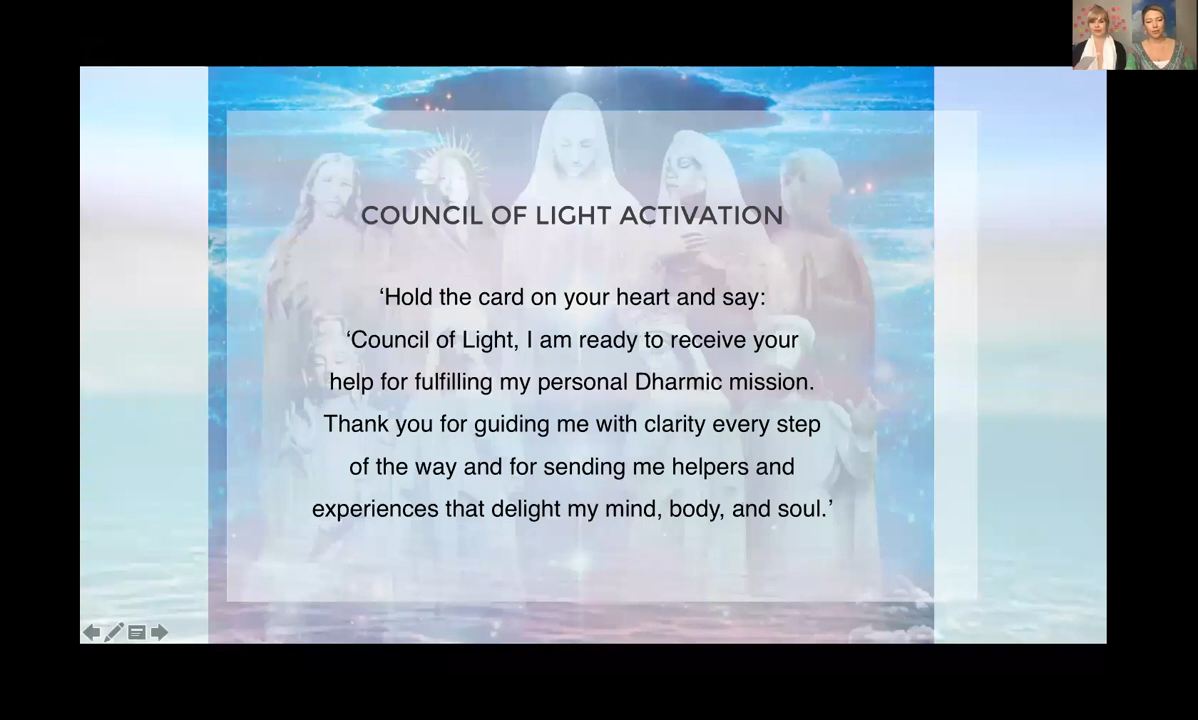 COUNCIL OF LIGHT ACTIVATION
‘Hold the card on your heart and say:
‘Council of Light, I am ready to receive your
help for fulfilling my personal Dharmic mission.
Thank you for guiding me with clarity every step
of the way and for sending me helpers and
experiences that delight my mind, body, and soul.’